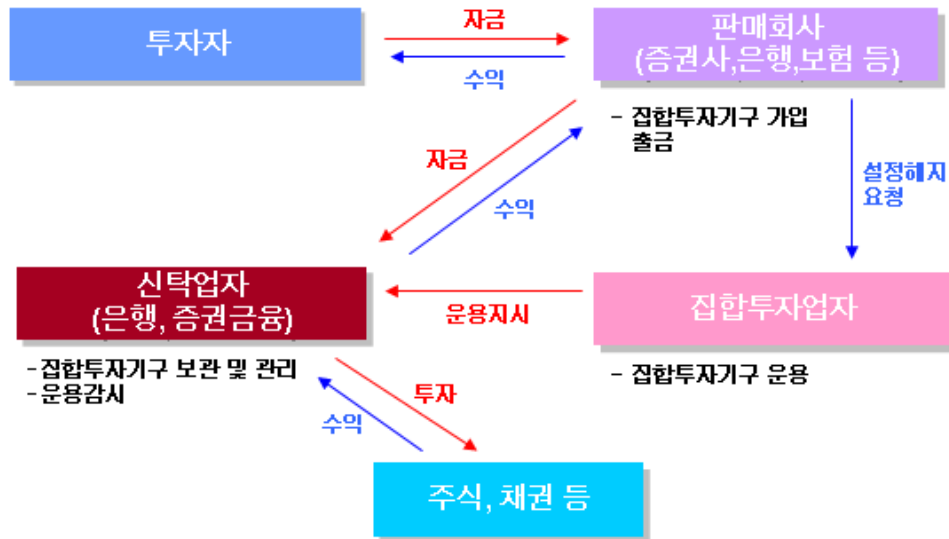 투자자
자금
수익
판매회사
(증권사,은행,보험 등)
- 집합투자기구 가입
출금
자금
수익
설정해지
요청
신탁업자
(은행, 증권금융)
운용지시
집합투자업자
-집합투자기구 보관 및 관리
-운용감시
- 집합투자기구 운용
투자
수익
주식, 채권 등